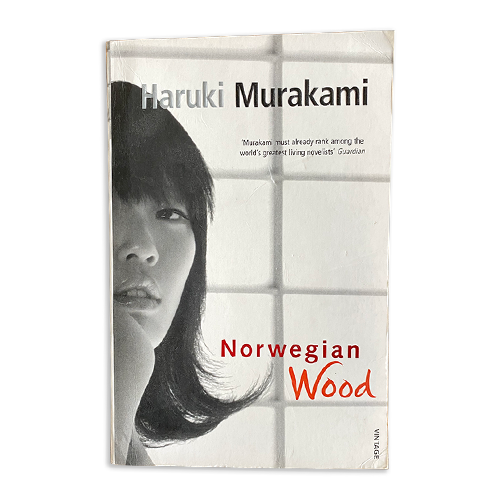 Haruki Murakami
'Murakami must already rank among the
world's greatest living novelists' Guardian
Norwegian
Wood
VINTAGE